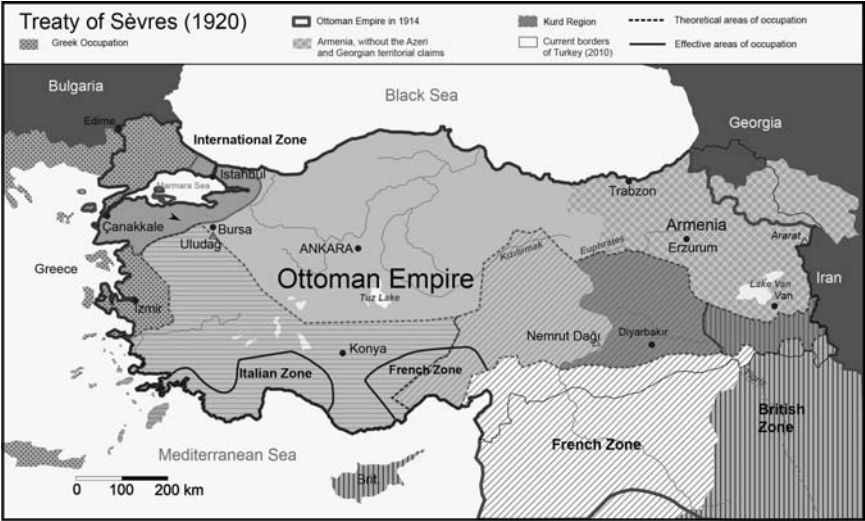 Treaty of Sèvres (1920)
Greek Occupation
Ottoman Empire in 1914
Armenia, without the Azeri
and Georgian territorial claims
Kurd Region
Current borders
of Turkey (2010)
Theoretical areas of occupation
Effective areas of occupation
Bulgaria
Black Sea
Georgia
Edirne
International Zone
Istanbul
Marmara Sea
Trabzon
Çanakkale
Bursa
Uludağ
ANKARA
Kızılırmak
Euphrates
Armenia
Erzurum
Ararat
Greece
Ottoman Empire
Tuz Lake
Iran
Lake Van
Van
Izmir
Nemrut Dağı
Diyarbakır
Konya
Italian Zone
French Zone
Tigris
British
Zone
French Zone
Mediterranean Sea
Brit.
0 100 200 km